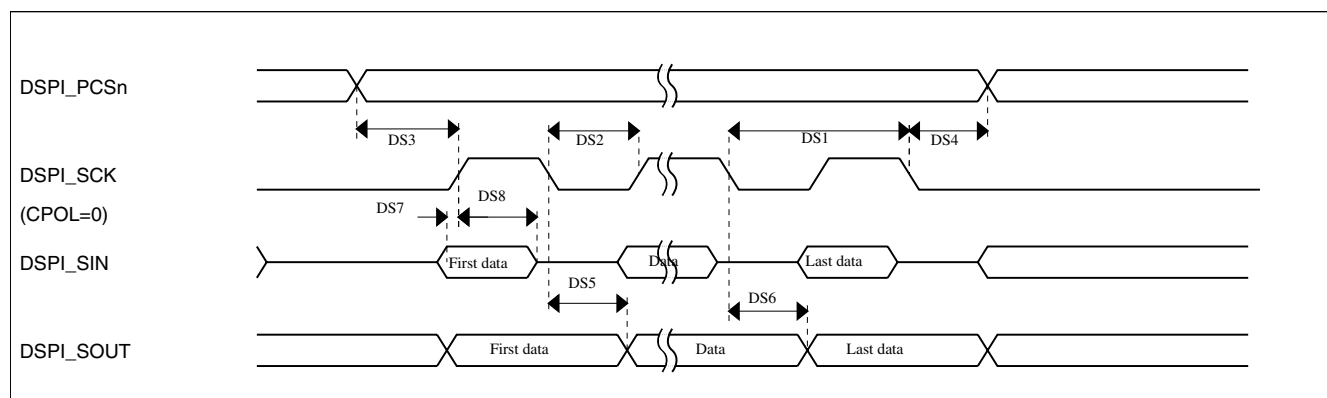 DSPI_PCSn
DS3
DS2
DS1
DS4
DSPI_SCK
DS7
DS8
(CPOL=0)
DSPI_SIN
First data
Data
Last data
DS5
DS6
DSPI_SOUT
First data
Data
Last data